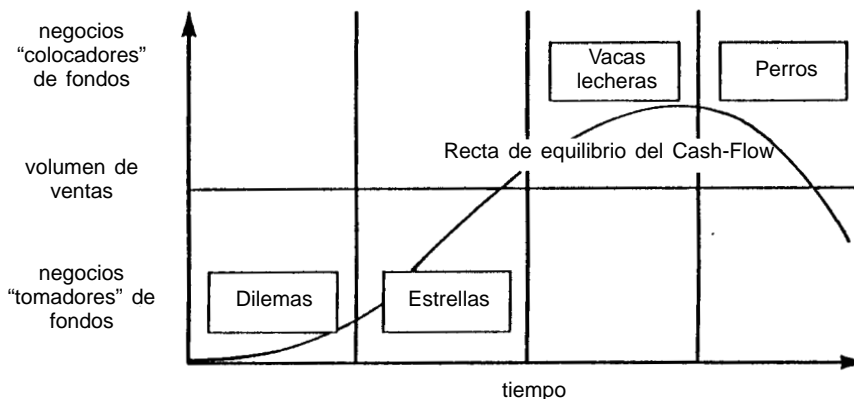 negocios
“colocadores”
de fondos
Vacas
lecheras
Perros
Recta de equilibrio del Cash-Flow
volumen de
ventas
negocios
“tomadores” de
fondos
Dilemas
Estrellas
tiempo